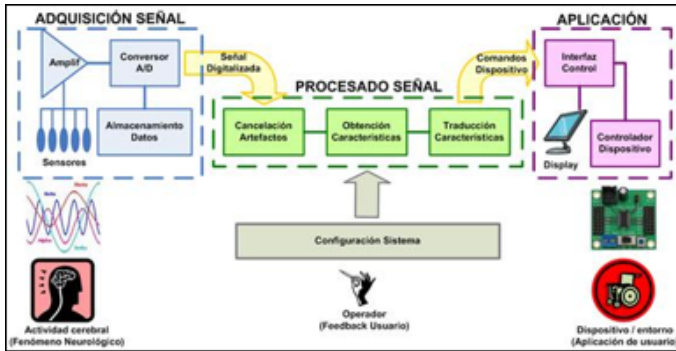 ADQUISICIÓN SEÑAL
Amplif
Conversor
A/D
Almacenamiento
Datos
Sensores
Señal
Digitalizada
PROCESADO SEÑAL
Cancelación
Artefactos
Obtención
Características
Traducción
Características
Comandos
Dispositivo
APLICACIÓN
Interfaz
Control
Display
Controlador
Dispositivo
Configuración Sistema
Actividad cerebral
(Fenómeno Neurológico)
Operador
(Feedback Usuario)
Dispositivo / entorno
(Aplicación de usuario)